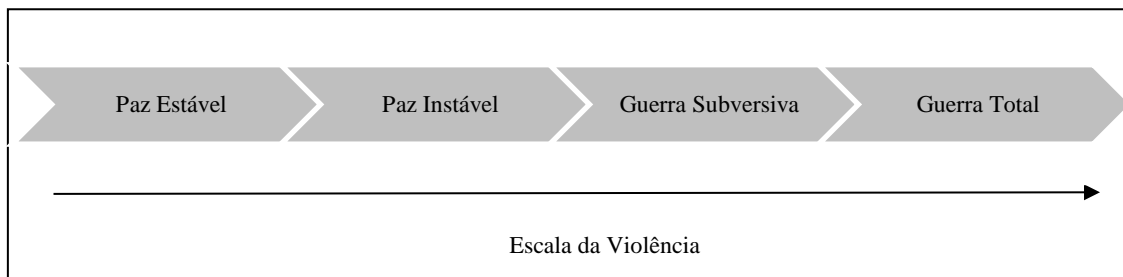 Paz Estável
Paz Instável
Guerra Subversiva
Guerra Total
Escala da Violência